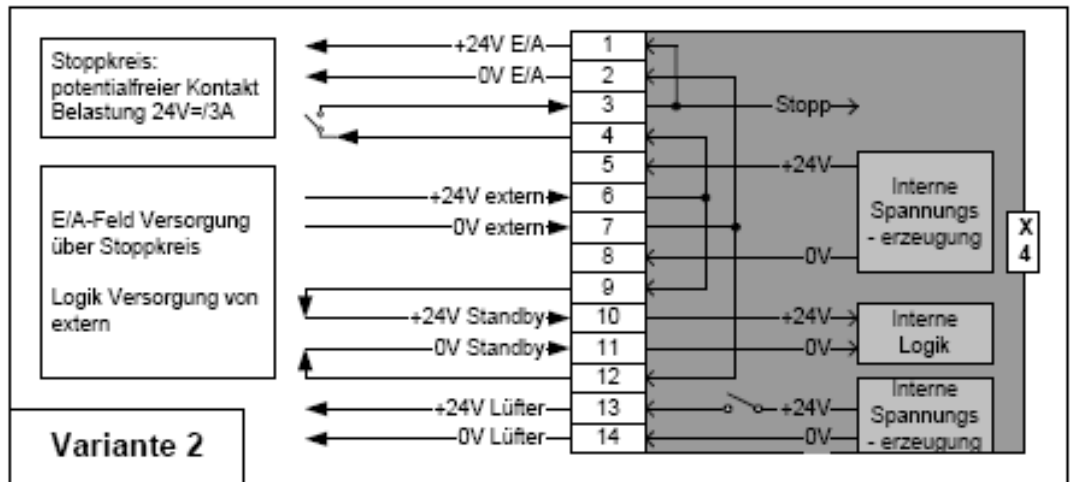 Stoppkreis:
potentialfreier Kontakt
Belastung 24V=/3A
E/A-Feld Versorgung
über Stoppkreis
Logik Versorgung von
extern
Variante 2
+24V E/A
0V E/A
+24V extern
0V extern
+24V Standby
0V Standby
+24V Lüfter
0V Lüfter
1
2
3
4
5
6
7
8
9
10
11
12
13
14
Stopp
+24V
0V
+24V
0V
+24V
0V
Interne
Spannungs
- erzeugung
Interne
Logik
Interne
Spannungs
- erzeugung
X
4